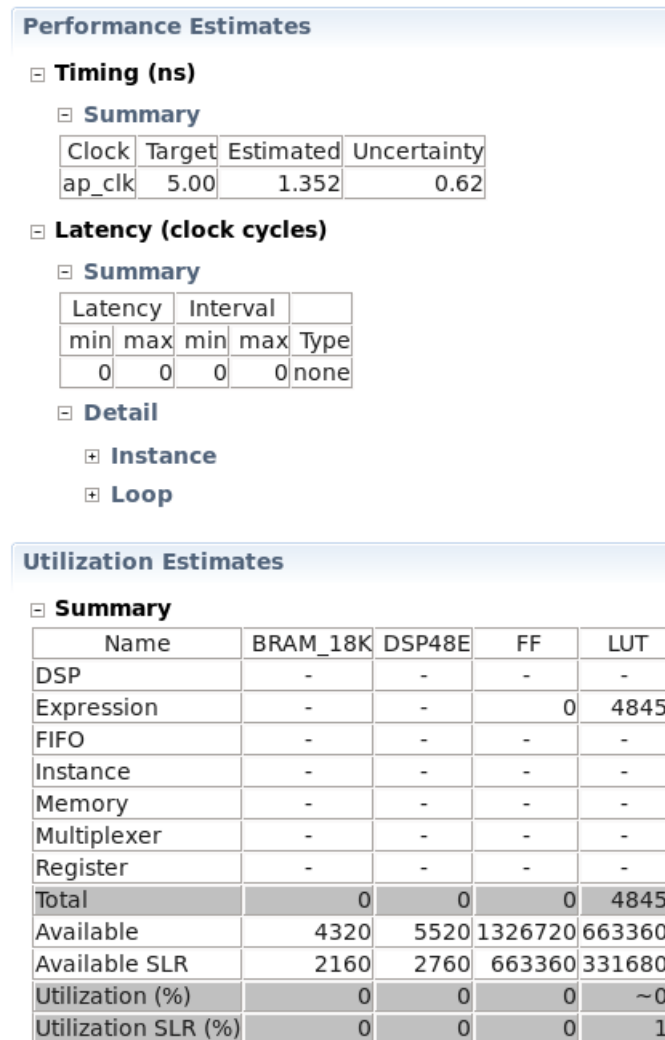 Performance Estimates
Timing (ns)
Summary
Clock Target Estimated Uncertainty
ap_clk 5.00 1.352 0.62
Latency (clock cycles)
Summary
Latency Interval
min max min max Type
0 0 0 0 none
Detail
Instance
Loop
Utilization Estimates
Summary
Name BRAM_18K DSP48E FF LUT
DSP - - - -
Expression - - 0 4845
FIFO - - - -
Instance - - - -
Memory - - - -
Multiplexer - - - -
Register - - - -
Total 0 0 0 4845
Available 4320 5520 1326720 663360
Available SLR 2160 2760 663360 331680
Utilization (%) 0 0 0 ~0
Utilization SLR (%) 0 0 0 1